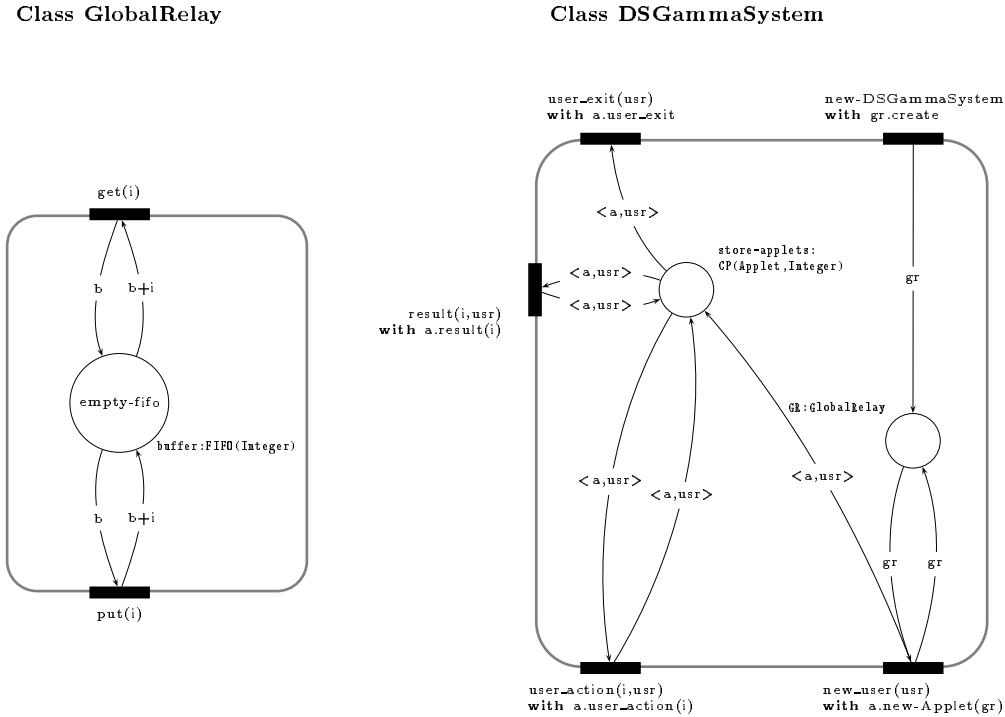 Class GlobalRelay
get(i)
b
b+i
empty-fifo
buffer:FIFO(Integer)
b
b+i
put(i)
Class DSGammaSystem
user_exit(usr)
with a.user_exit
new-DSGammaSystem
with gr.create
<a,usr>
store-applets:
CP(Applet,Integer)
<a,usr>
<a,usr>
gr
result(i,usr)
with a.result(i)
GR:GlobalRelay
<a,usr>
<a,usr>
<a,usr>
gr
gr
user_action(i,usr)
with a.user_action(i)
new_user(usr)
with a.new-Applet(gr)